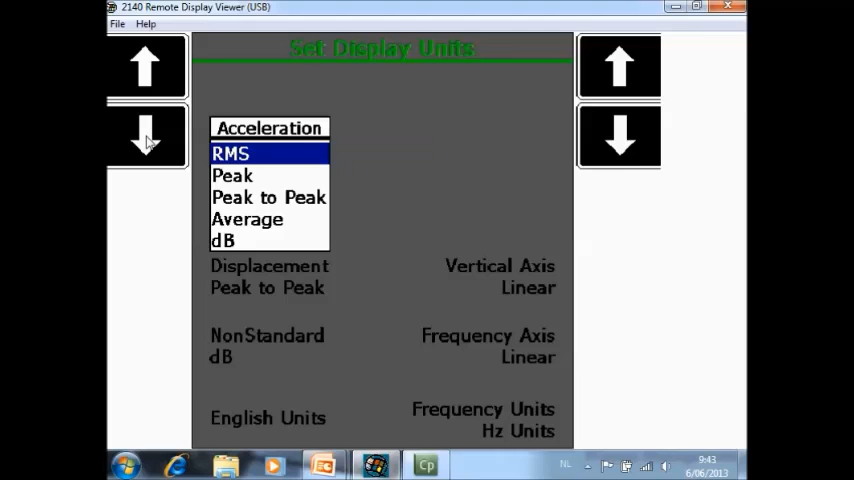 2140 Remote Display Viewer (USB)
File Help
Set Display Units
Acceleration
RMS
Peak
Peak to Peak
Average
dB
Displacement
Peak to Peak
Vertical Axis
Linear
NonStandard
dB
Frequency Axis
Linear
English Units
Frequency Units
Hz Units
Cp
NL
9:43
6/06/2013